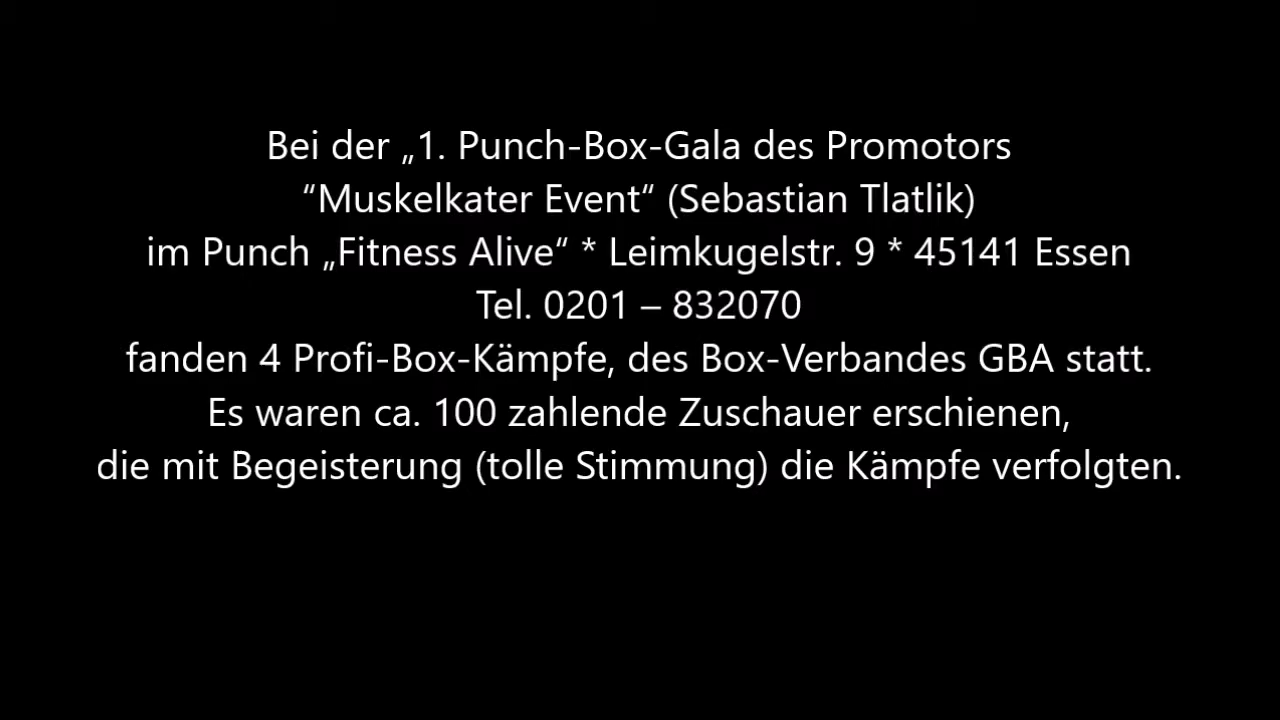 Bei der „1. Punch-Box-Gala des Promotors
“Muskelkater Event“ (Sebastian Tlatlik)
im Punch „Fitness Alive“ * Leimkugelstr. 9 * 45141 Essen
Tel. 0201 – 832070
fanden 4 Profi-Box-Kämpfe, des Box-Verbandes GBA statt.
Es waren ca. 100 zahlende Zuschauer erschienen,
die mit Begeisterung (tolle Stimmung) die Kämpfe verfolgten.